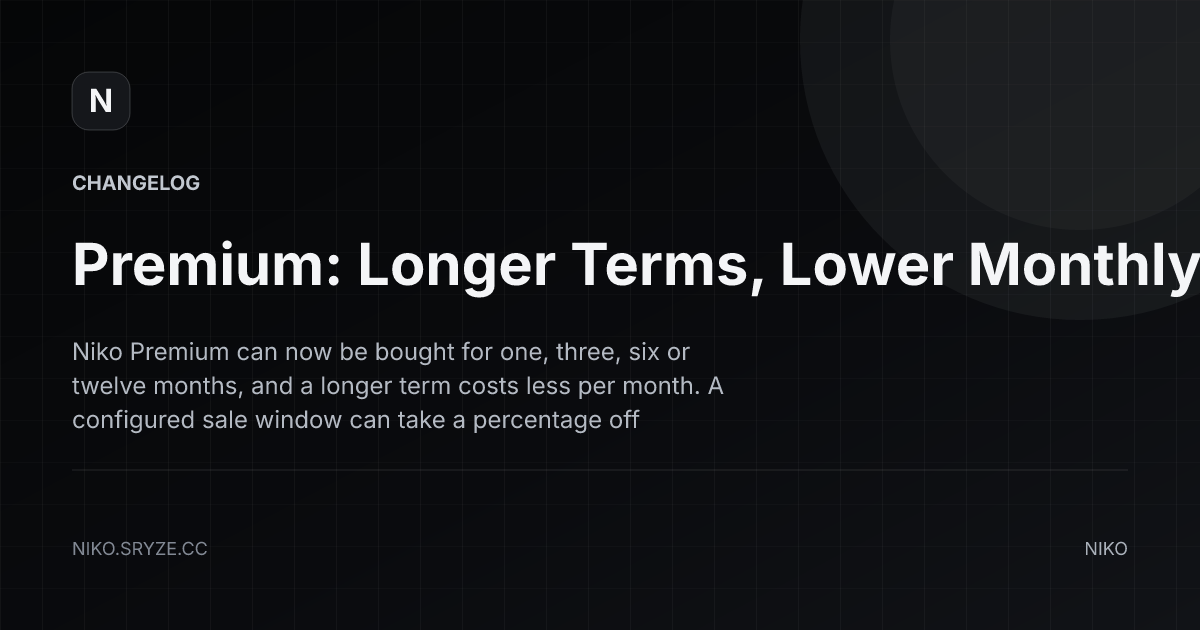 N
CHANGELOG
Premium: Longer Terms, Lower Monthly
Niko Premium can now be bought for one, three, six or
twelve months, and a longer term costs less per month. A
configured sale window can take a percentage off
NIKO.SRYZE.CC
NIKO